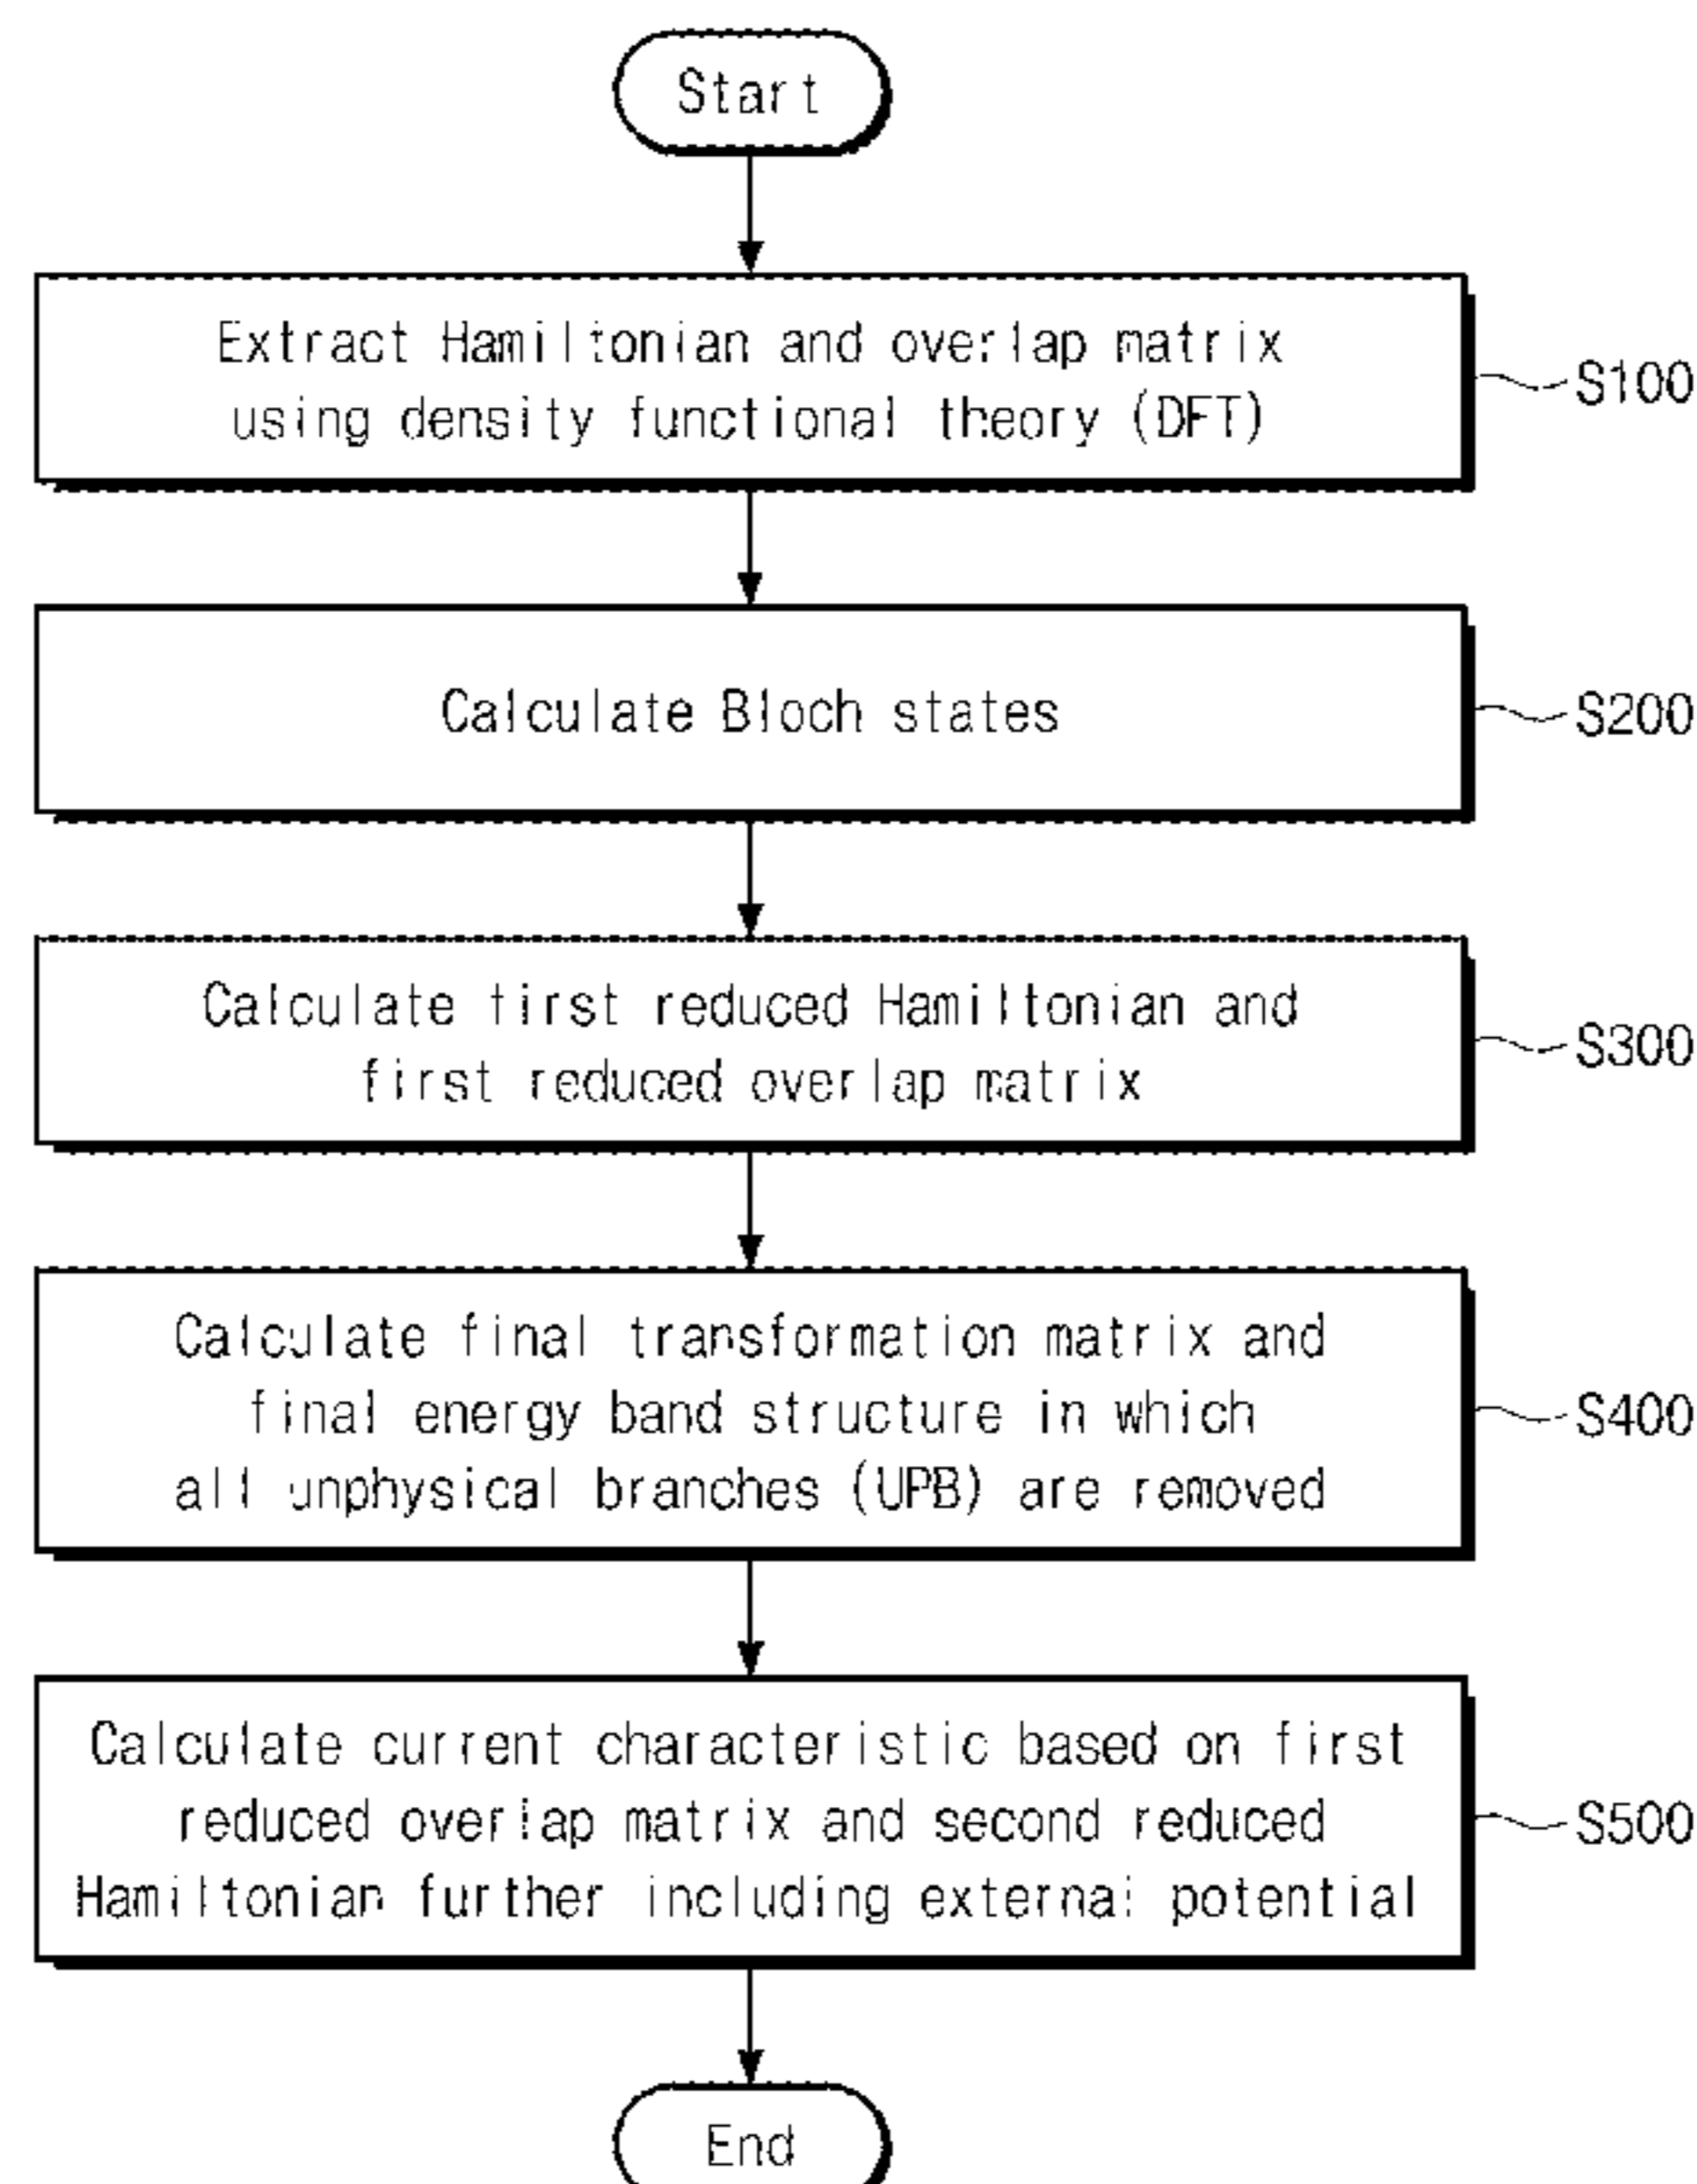 Start
Extract Hamiltonian and overlap matrix
using density functional theory (DFT)
S100
Calculate Bloch states
S200
Calculate first reduced Hamiltonian and
first reduced overlap matrix
S300
Calculate final transformation matrix and
final energy band structure in which
all unphysical branches (UPB) are removed
S400
Calculate current characteristic based on first
reduced overlap matrix and second reduced
Hamiltonian further including external potential
S500
End